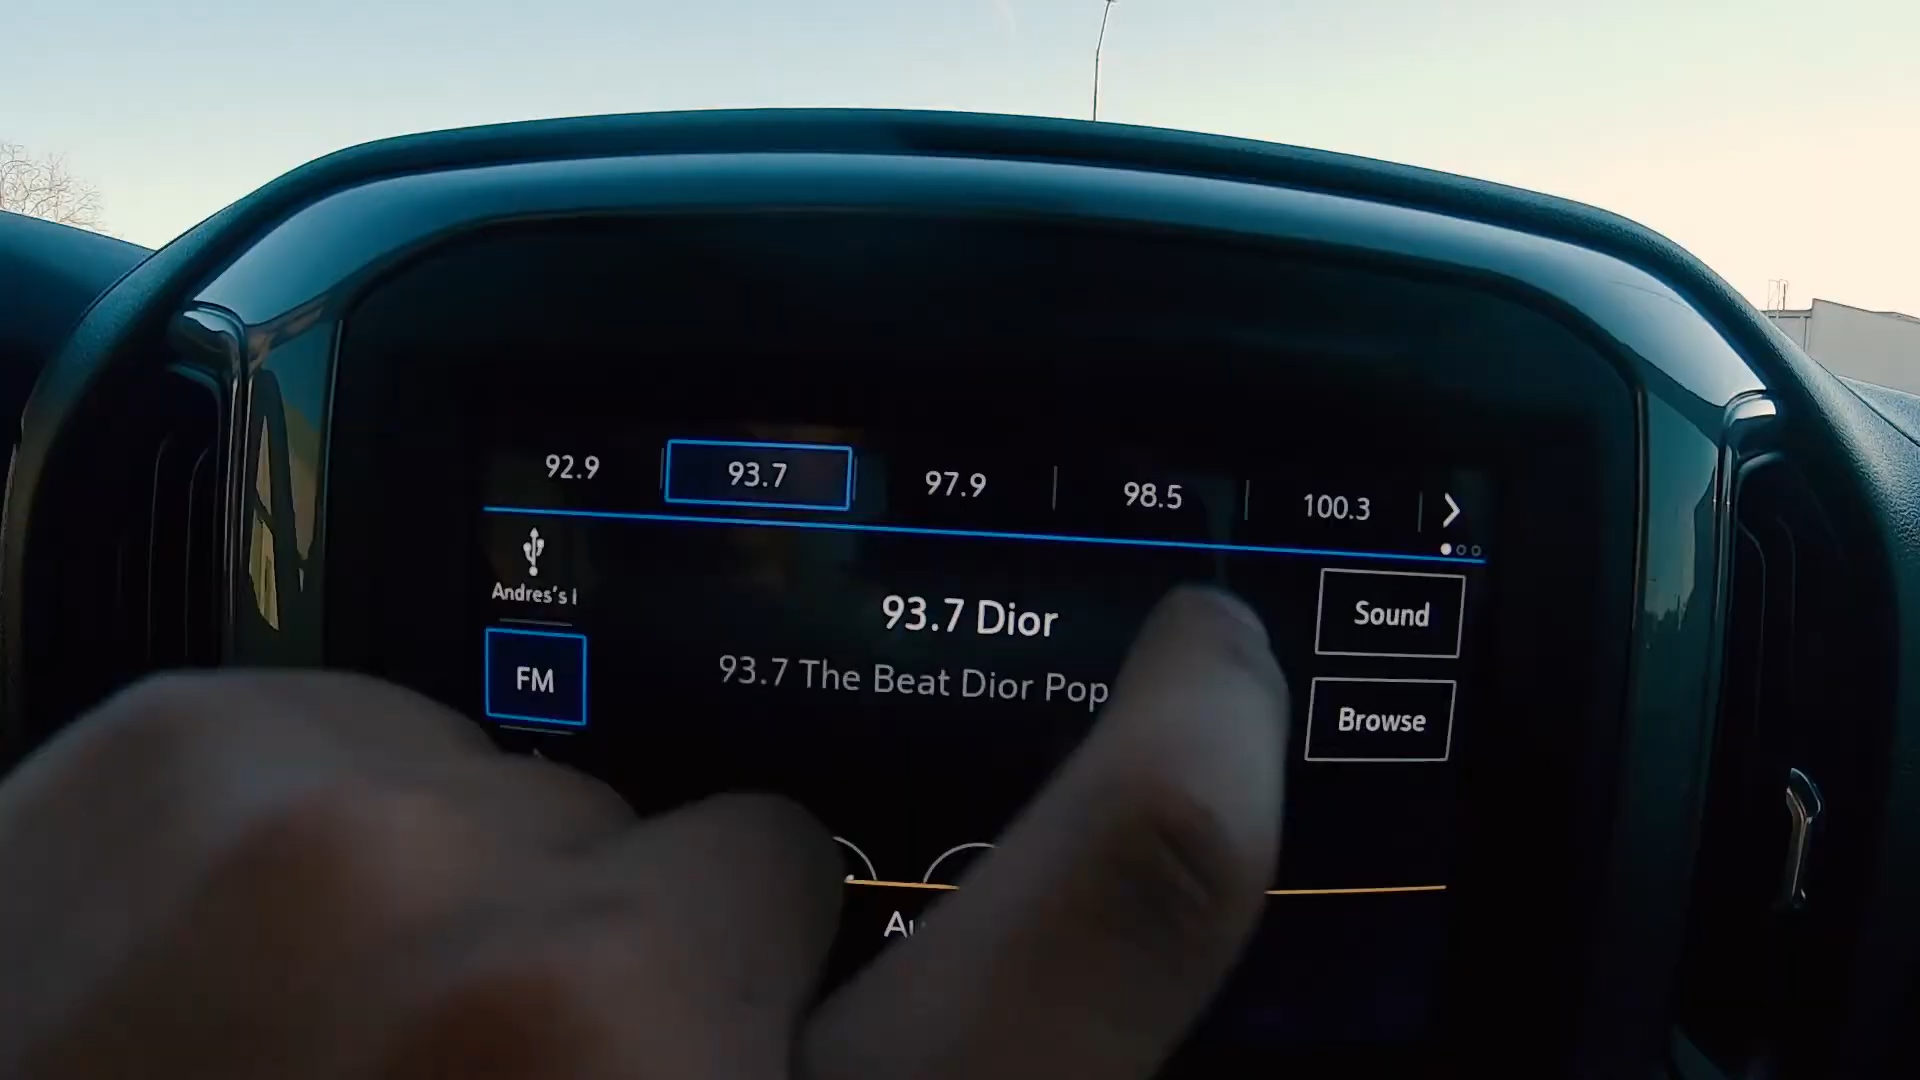 92.9 93.7 97.9 98.5 100.3
Andres's
93.7 Dior
Sound
FM
93.7 The Beat Dior Pop
Browse